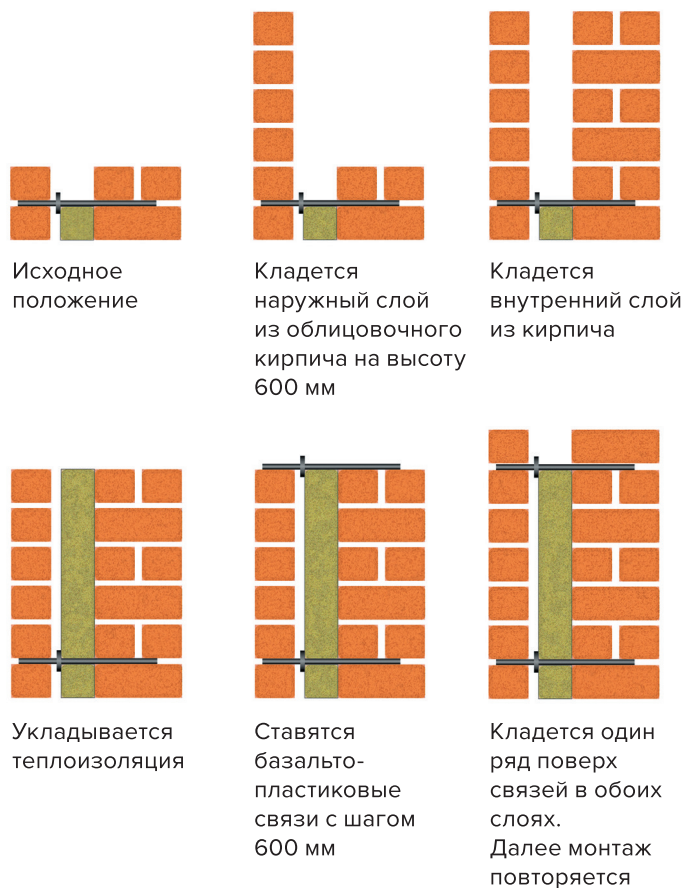 Исходное
положение
Кладется
наружный слой
из облицовочного
кирпича на высоту
600 мм
Кладется
внутренний слой
из кирпича
Укладывается
теплоизоляция
Ставятся
базальто-
пластиковые
связи с шагом
600 мм
Кладется один
ряд поверх
связей в обоих
слоях.
Далее монтаж
повторяется